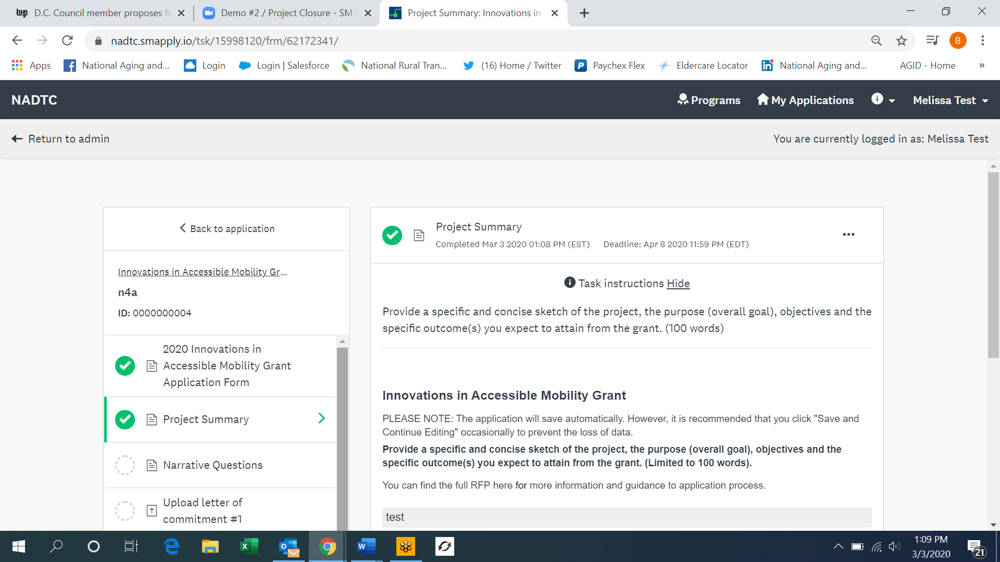 D.C. Council member proposes fr
Demo #2 / Project Closure - SM A
Project Summary: Innovations in
nadtc.smapply.io/tsk/15998120/frm/62172341/
B
Apps
National Aging and...
Login
Login | Salesforce
National Rural Tran...
(16) Home / Twitter
Paychex Flex
Eldercare Locator
National Aging and...
AGID - Home
»
NADTC
Programs
My Applications
Melissa Test
Return to admin
You are currently logged in as: Melissa Test
Back to application
Innovations in Accessible Mobility Gr...
n4a
ID: 0000000004
2020 Innovations in
Accessible Mobility Grant
Application Form
Project Summary
Narrative Questions
Upload letter of
commitment #1
Project Summary
Completed Mar 3 2020 01:08 PM (EST)
Deadline: Apr 8 2020 11:59 PM (EDT)
Task instructions Hide
Provide a specific and concise sketch of the project, the purpose (overall goal), objectives and the
specific outcome(s) you expect to attain from the grant. (100 words)
Innovations in Accessible Mobility Grant
PLEASE NOTE: The application will save automatically. However, it is recommended that you click "Save and
Continue Editing" occasionally to prevent the loss of data.
Provide a specific and concise sketch of the project, the purpose (overall goal), objectives and the
specific outcome(s) you expect to attain from the grant. (Limited to 100 words).
You can find the full RFP here for more information and guidance to application process.
test
1:09 PM
3/3/2020
21